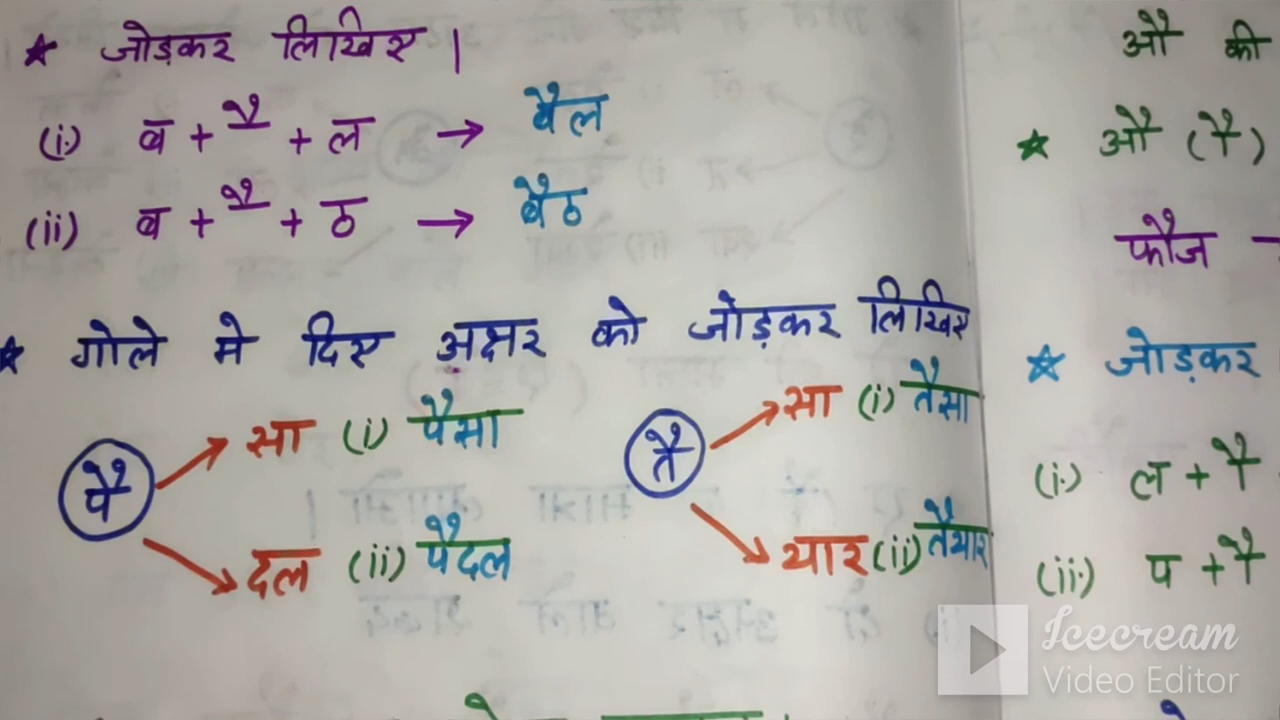 ★ जोड़कर लिखिए ।
(i) ब + ै + ल → बैल
(ii) ब + ै + ठ → बैठ
★ गोले मे दिए अक्षर को जोड़कर लिखिए
पै
सा (i) पैसा
दल (ii) पैदल
तै
सा (i) तैसा
यार (ii) तैयार
औ की
★ औ (ौ)
फौज
★ जोड़कर
(i) ल + ौ
(ii) प + ौ
Icecream
Video Editor